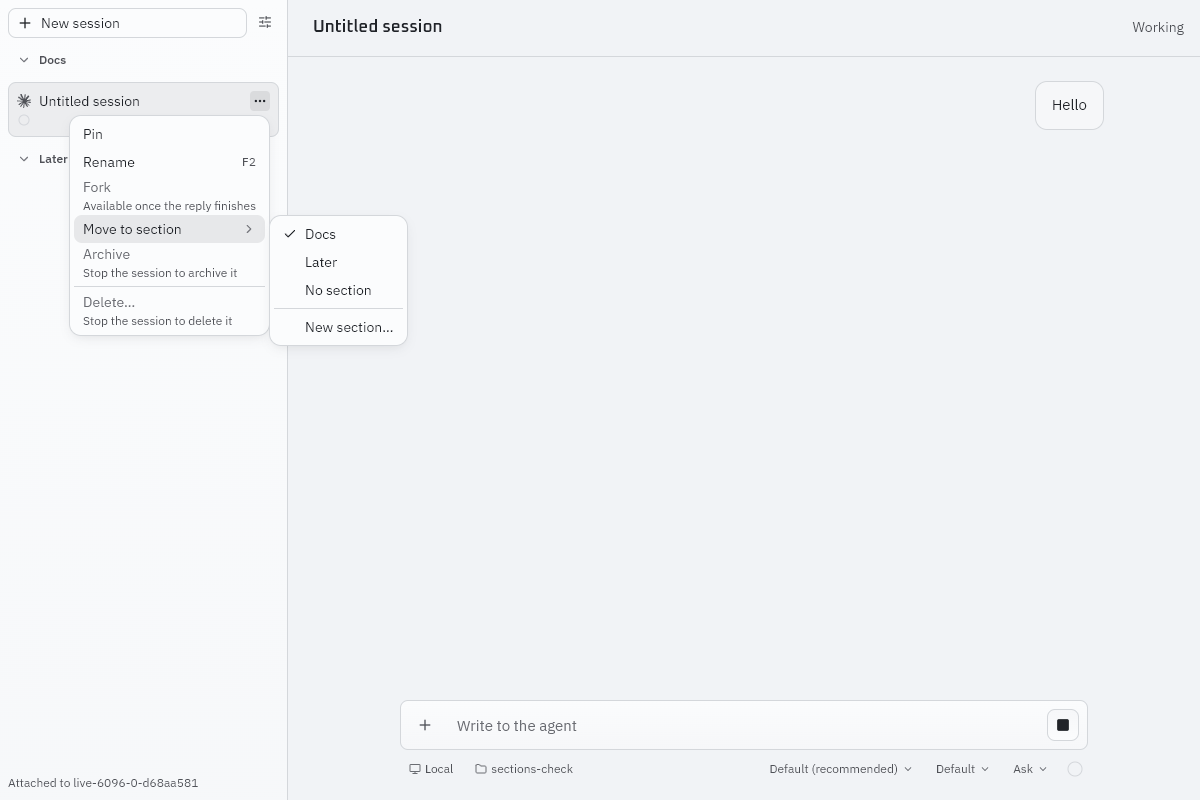 New session
Docs
Untitled session
Later
Pin
Rename F2
Fork
Available once the reply finishes
Move to section
Archive
Stop the session to archive it
Delete...
Stop the session to delete it
Docs
Later
No section
New section...
Attached to live-6096-0-d68aa581
Untitled session
Working
Hello
Write to the agent
Local sections-check Default (recommended) Default Ask